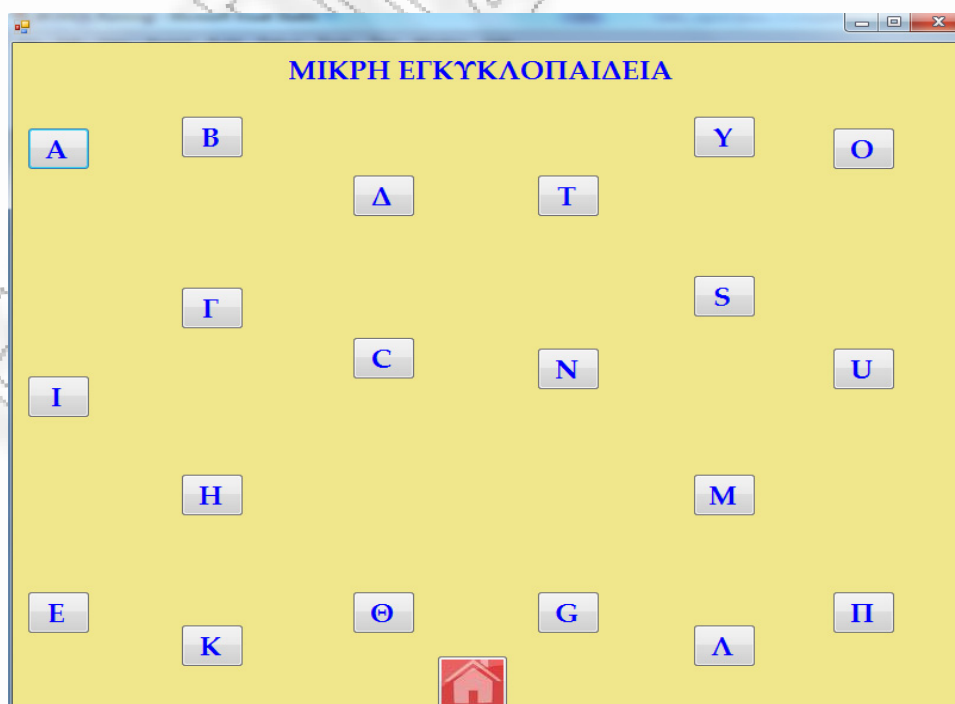 ΜΙΚΡΗ ΕΓΚΥΚΛΟΠΑΙΔΕΙΑ
Α Β Υ Ο
Δ Τ
Γ S
C N U
Ι
Η Μ
Ε Θ G Π
Κ Λ